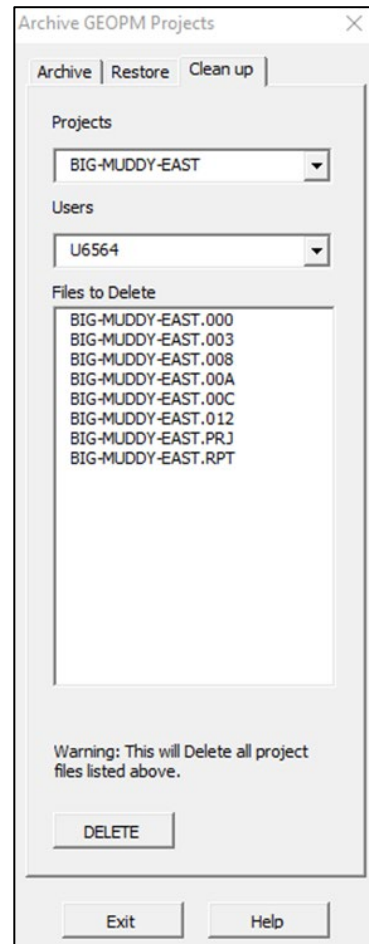 Archive GEOPM Projects
Archive Restore Clean up
Projects
BIG-MUDDY-EAST
Users
U6564
Files to Delete
BIG-MUDDY-EAST.000
BIG-MUDDY-EAST.003
BIG-MUDDY-EAST.008
BIG-MUDDY-EAST.00A
BIG-MUDDY-EAST.00C
BIG-MUDDY-EAST.012
BIG-MUDDY-EAST.PRJ
BIG-MUDDY-EAST.RPT
Warning: This will Delete all project
files listed above.
DELETE
Exit Help